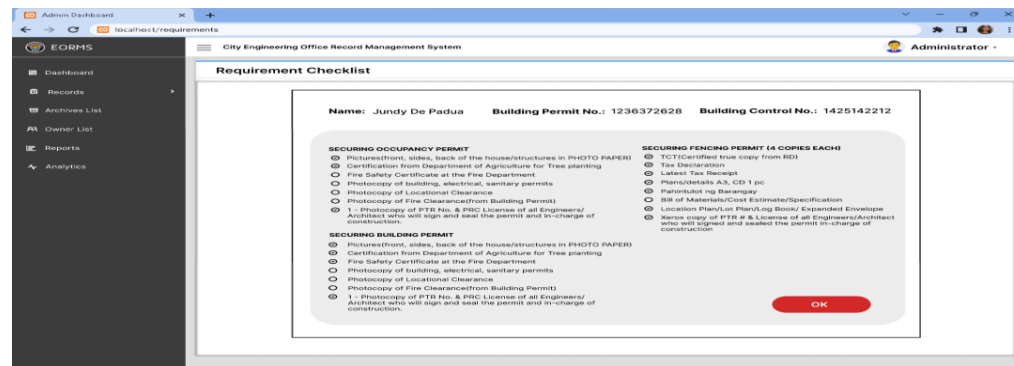 Admin Dashboard
localhost/requirements
EORMS
City Engineering Office Record Management System
Administrator
Dashboard
Records
Archives List
Owner List
Reports
Analytics
Requirement Checklist
Name: Jundy De Padua Building Permit No.: 1236372628 Building Control No.: 1425142212
SECURING OCCUPANCY PERMIT
Pictures(front, sides, back of the house/structures in PHOTO PAPER)
Certification from Department of Agriculture for Tree planting
Fire Safety Certificate at the Fire Department
Photocopy of building, electrical, sanitary permits
Photocopy of Locational Clearance
Photocopy of Fire Clearance(from Building Permit)
1 - Photocopy of PTR No. & PRC License of all Engineers/
Architect who will sign and seal the permit and in-charge of
construction.
SECURING BUILDING PERMIT
Pictures(front, sides, back of the house/structures in PHOTO PAPER)
Certification from Department of Agriculture for Tree planting
Fire Safety Certificate at the Fire Department
Photocopy of building, electrical, sanitary permits
Photocopy of Locational Clearance
Photocopy of Fire Clearance(from Building Permit)
1 - Photocopy of PTR No. & PRC License of all Engineers/
Architect who will sign and seal the permit and in-charge of
construction.
SECURING FENCING PERMIT (4 COPIES EACH)
TCT(Certified true copy from RD)
Tax Declaration
Latest Tax Receipt
Plans/details A3, CD 1 pc
Pahintulot ng Barangay
Bill of Materials/Cost Estimate/Specification
Location Plan/Lot Plan/Log Book/ Expanded Envelope
Xerox copy of PTR # & License of all Engineers/Architect
who will signed and sealed the permit in-charge of
construction
OK